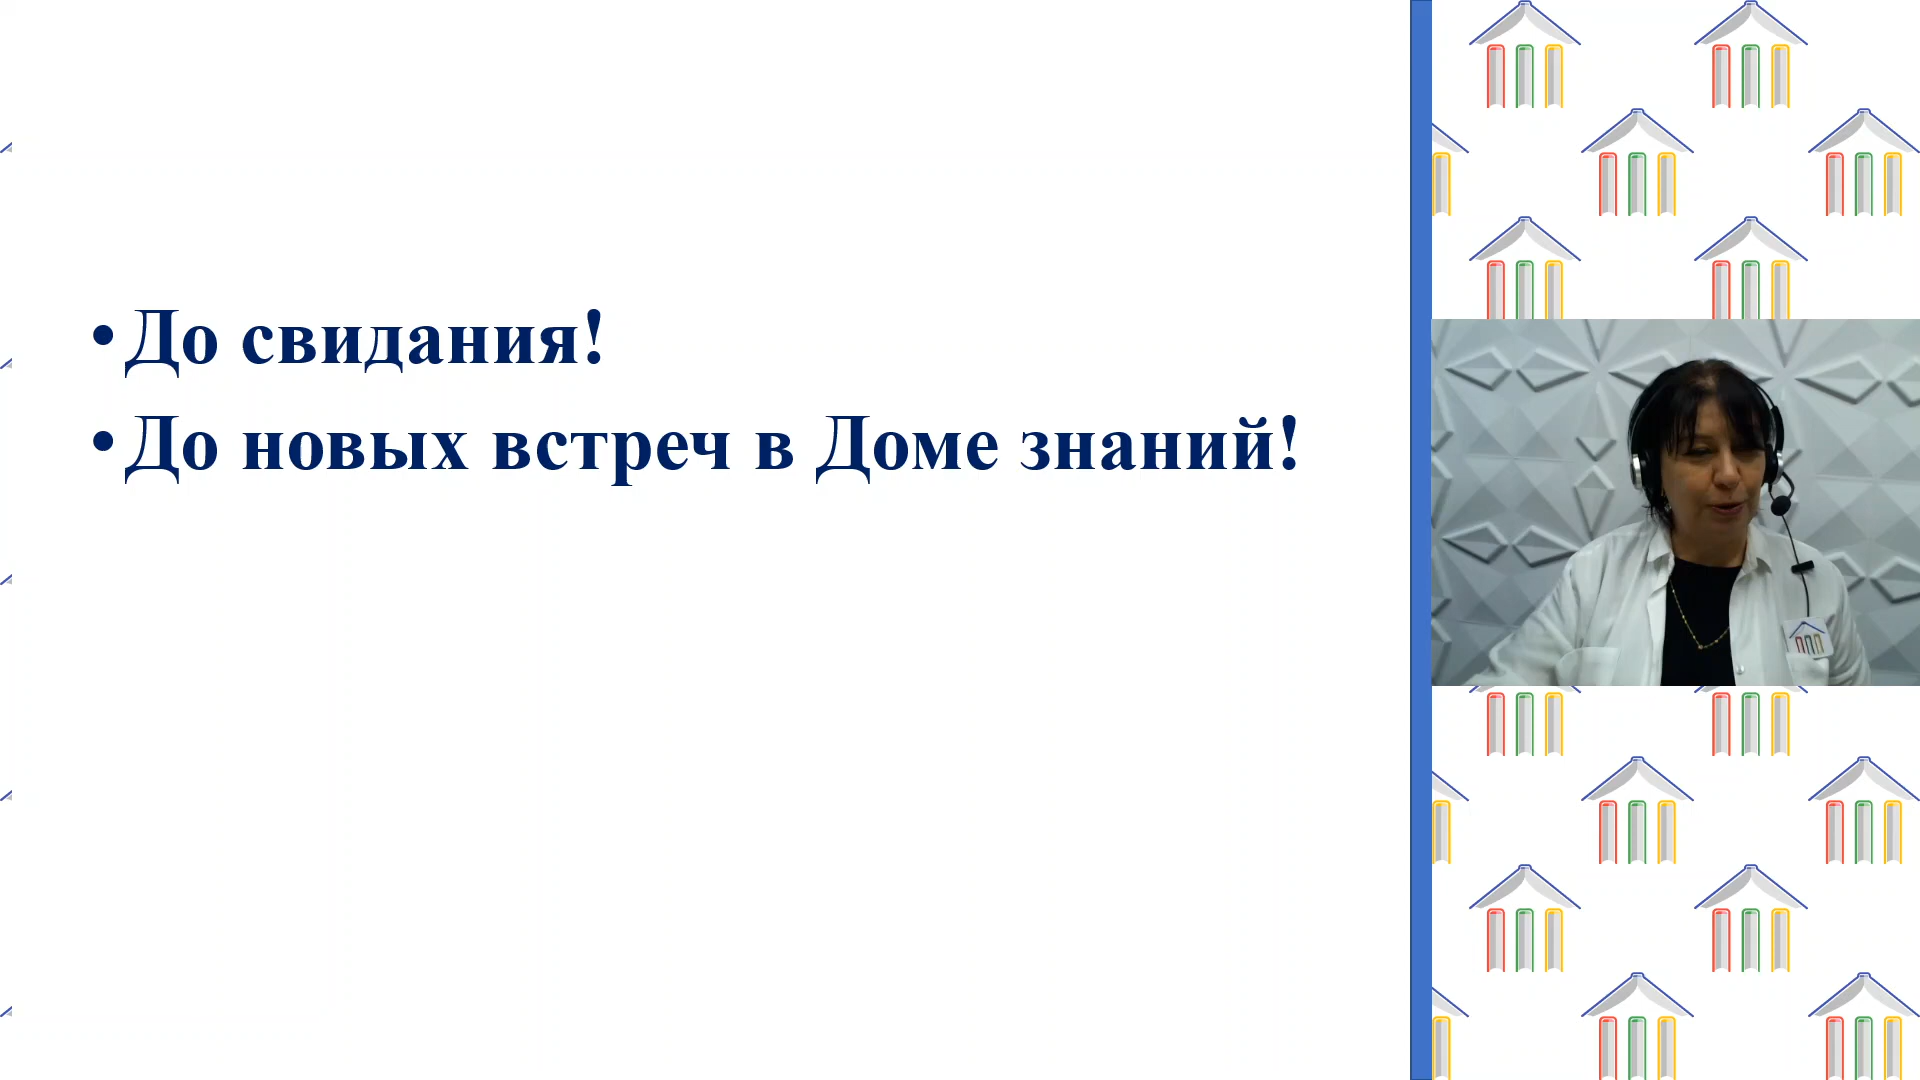 • До свидания!
• До новых встреч в Доме знаний!